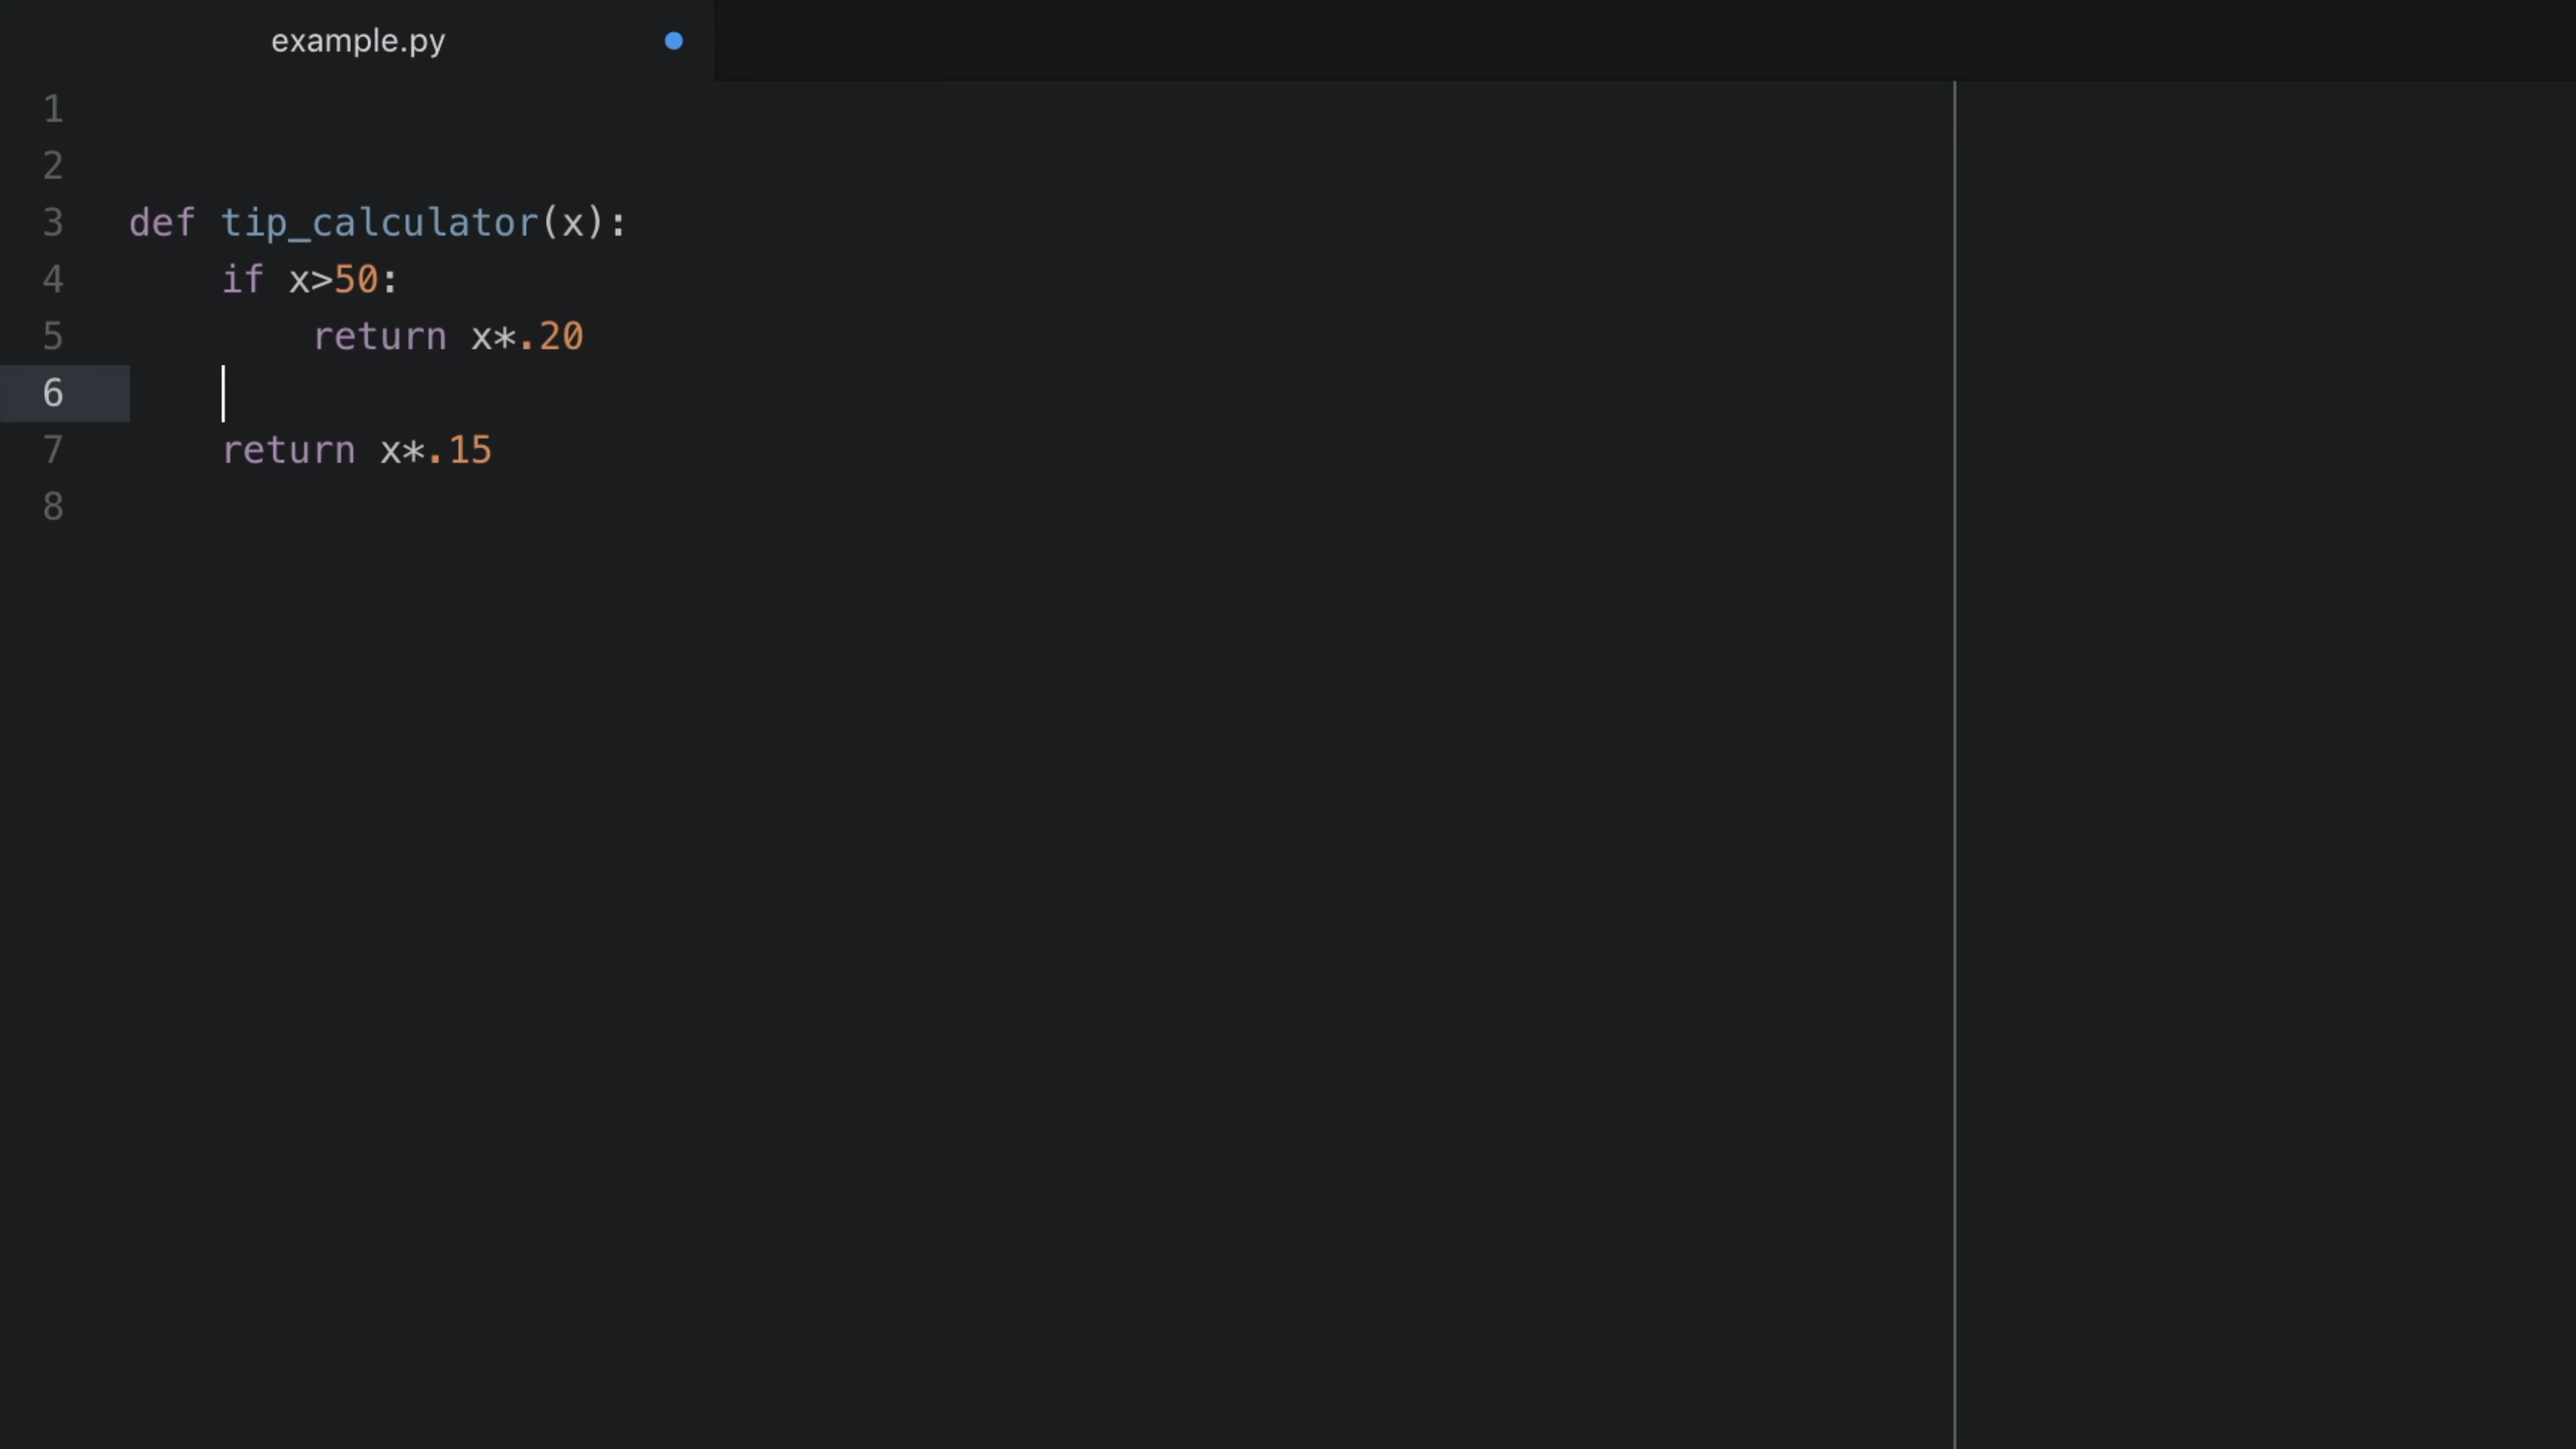 example.py
1
2
3 def tip_calculator(x):
4     if x>50:
5         return x*.20
6
7     return x*.15
8